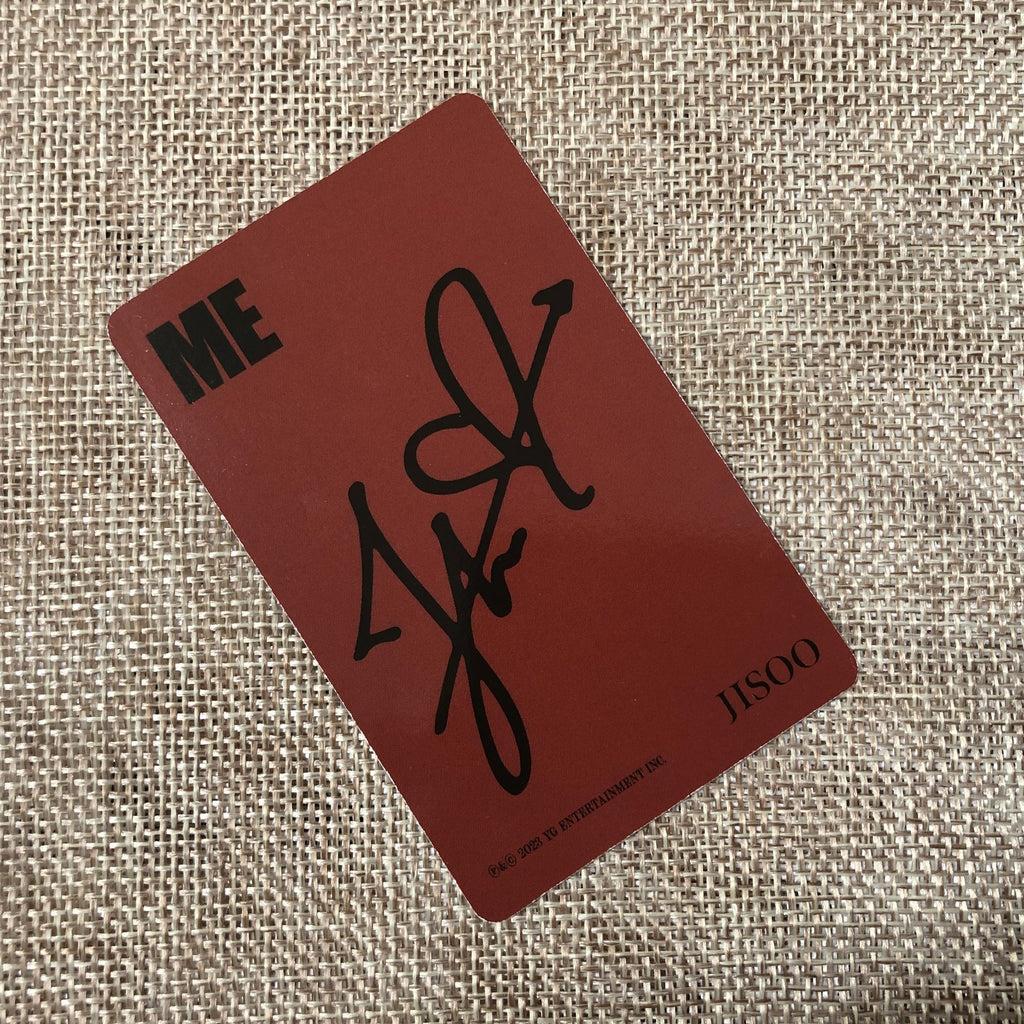 ME
JISOO
℗&© 2023 YG ENTERTAINMENT INC.